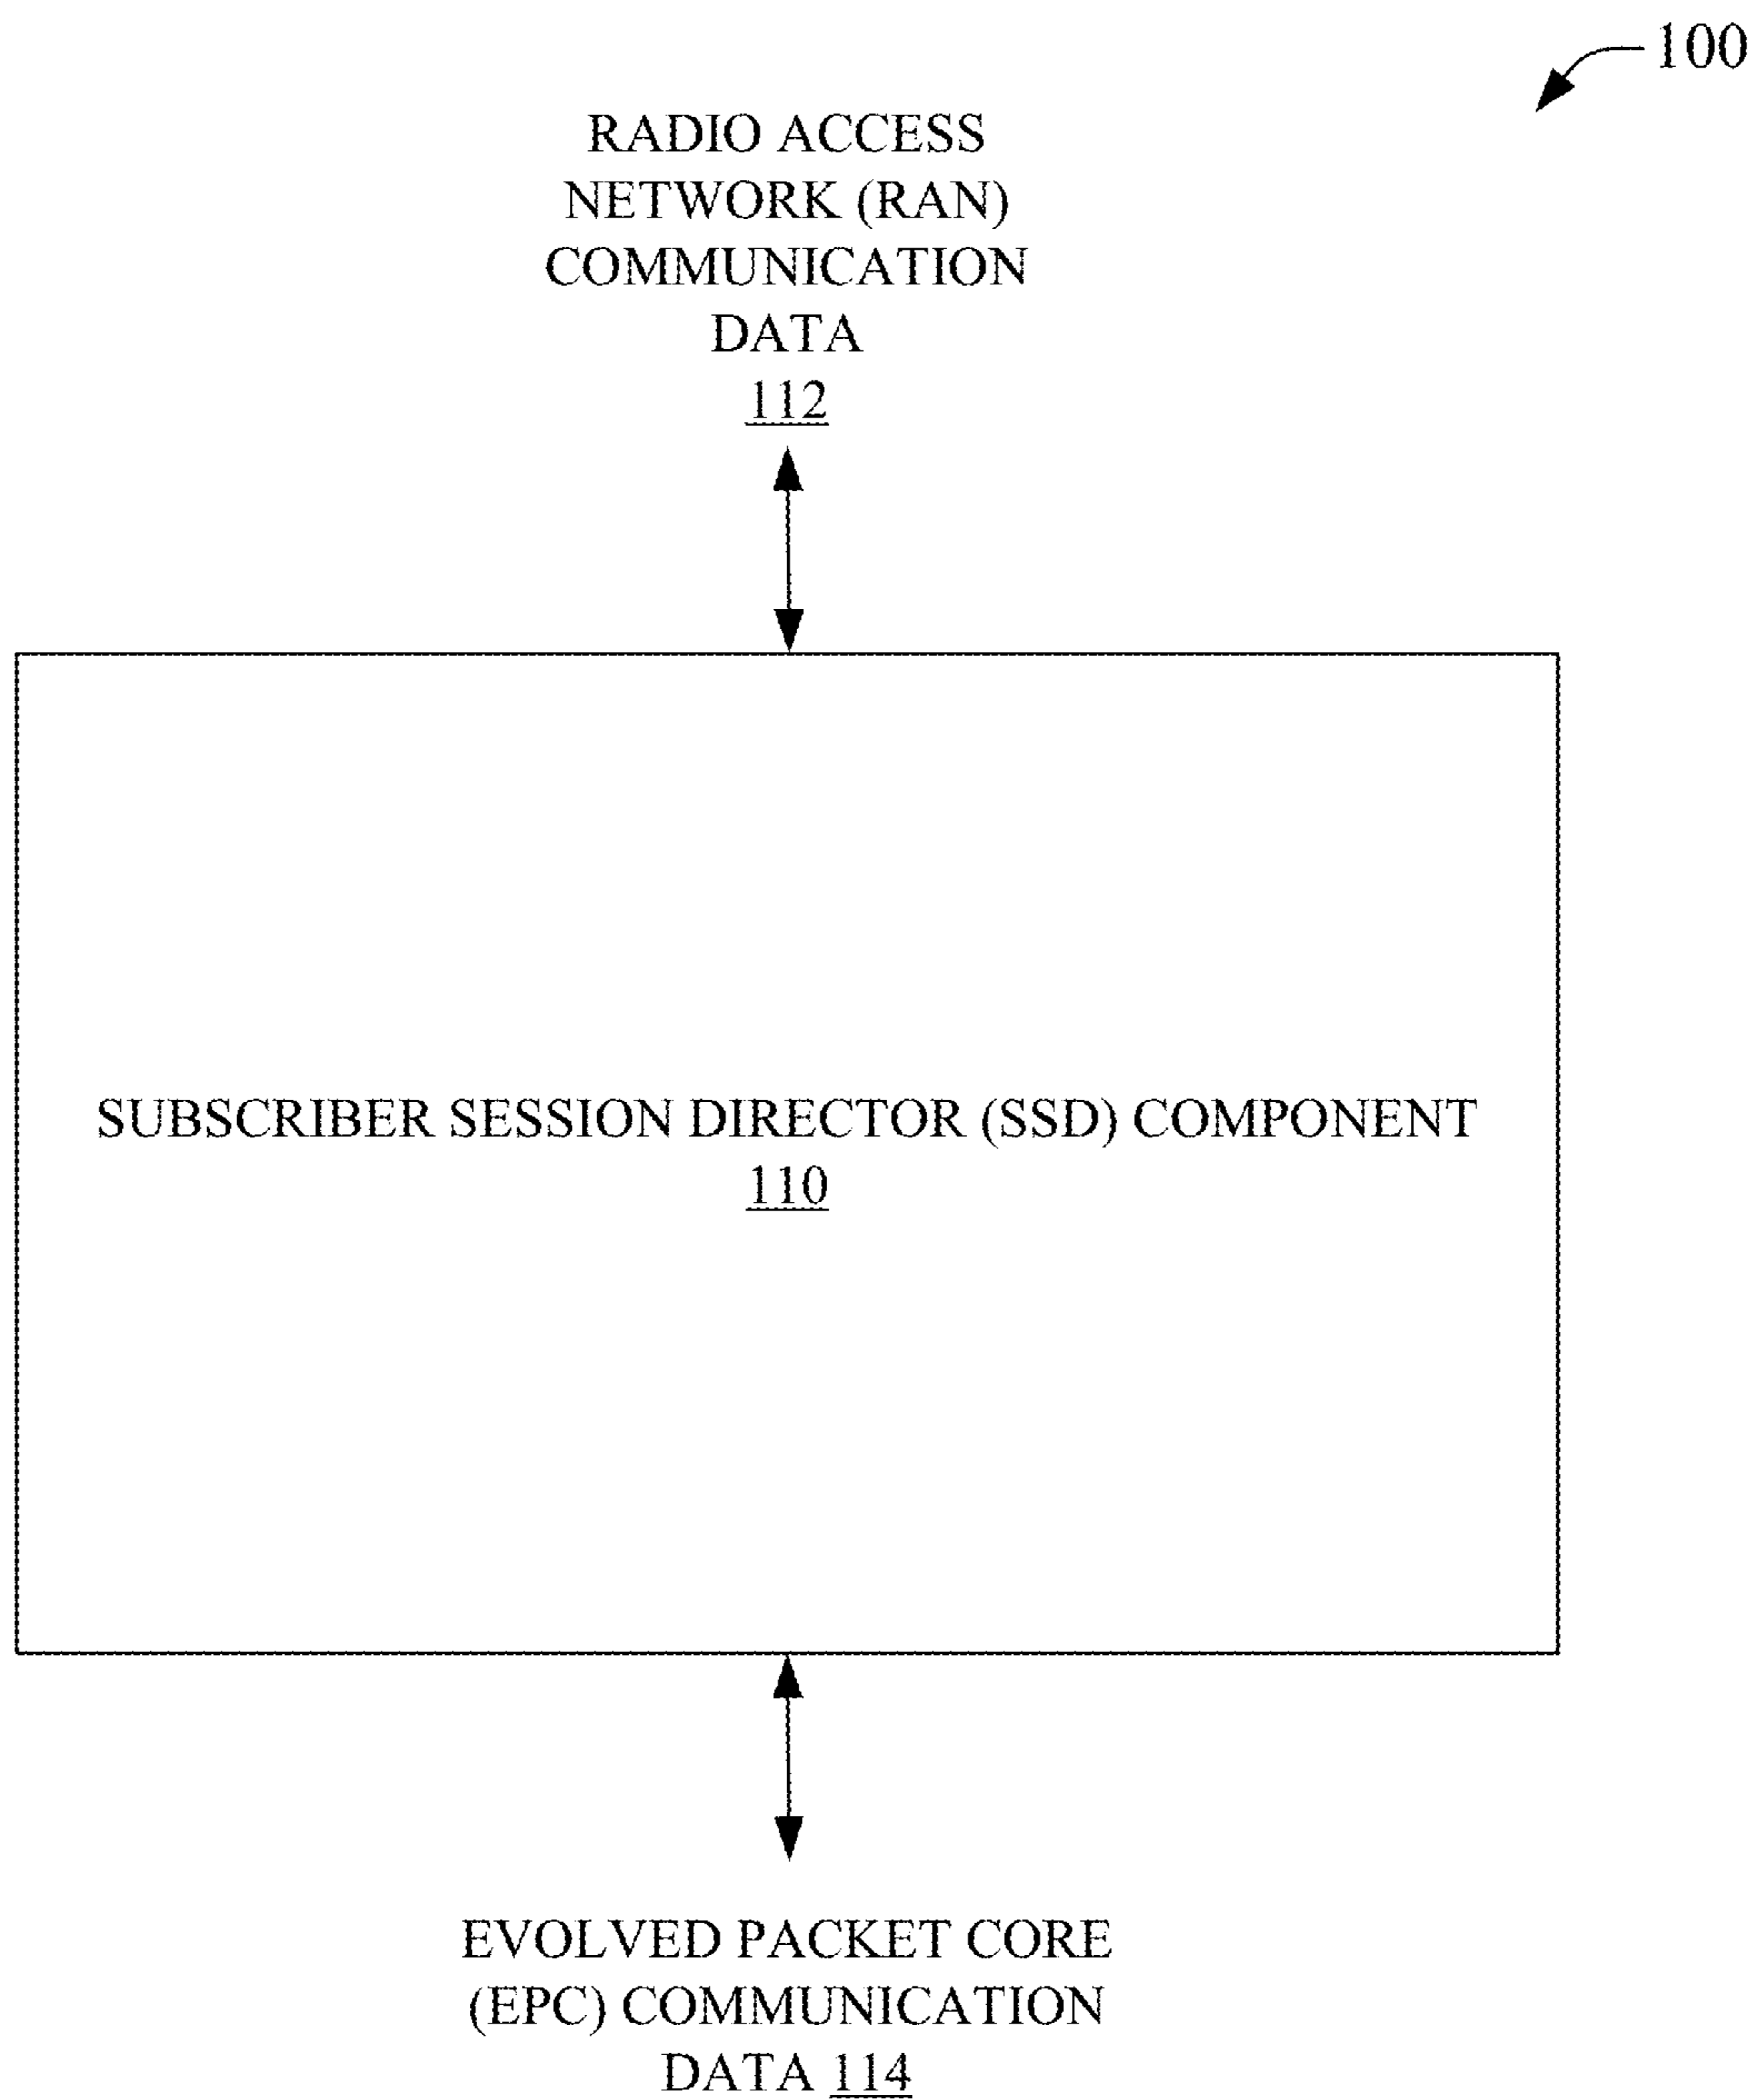 100
RADIO ACCESS
NETWORK (RAN)
COMMUNICATION
DATA
112
SUBSCRIBER SESSION DIRECTOR (SSD) COMPONENT
110
EVOLVED PACKET CORE
(EPC) COMMUNICATION
DATA 114